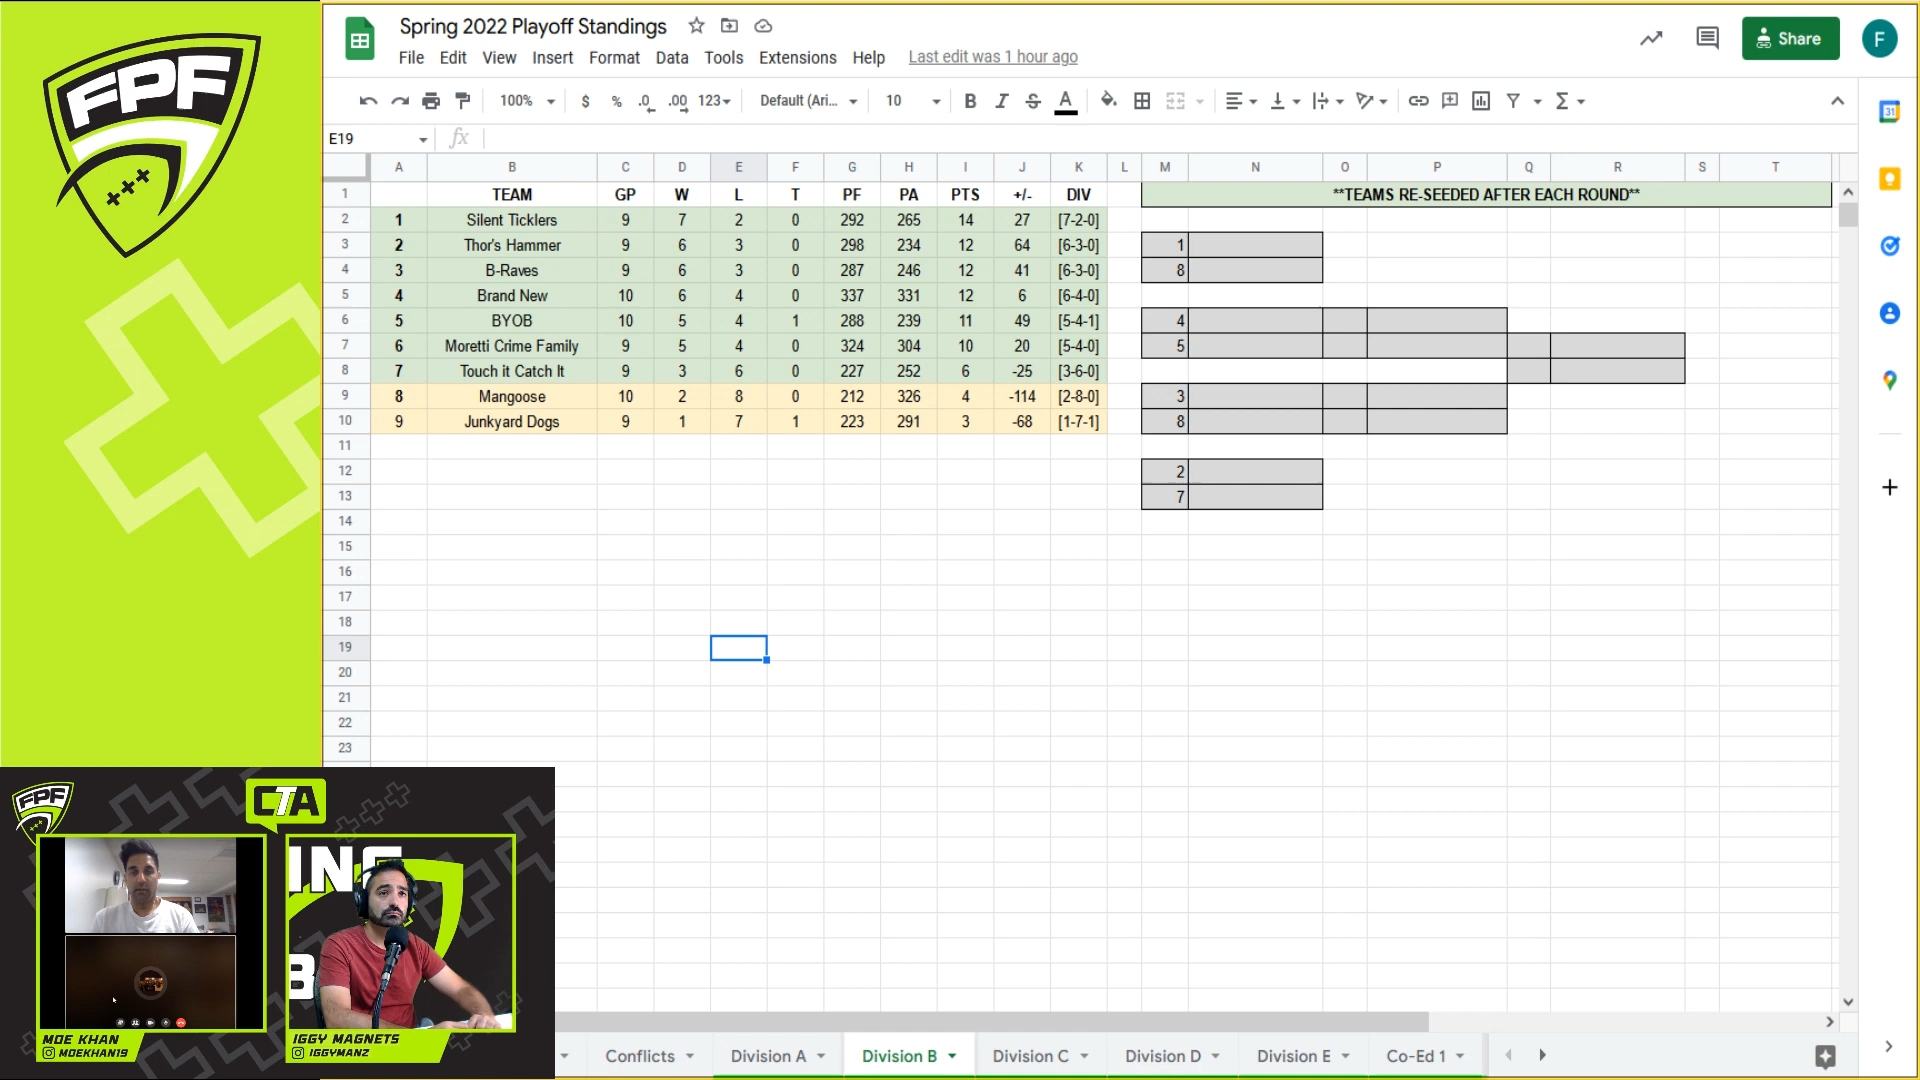 FPF
Spring 2022 Playoff Standings
File Edit View Insert Format Data Tools Extensions Help Last edit was 1 hour ago
Share
F
100% $ % .0 .00 123 Default (Ari... 10 B I S A
E19 fx
A B C D E F G H I J K L M N O P Q R S T
1 TEAM GP W L T PF PA PTS +/- DIV **TEAMS RE-SEEDED AFTER EACH ROUND**
2 1 Silent Ticklers 9 7 2 0 292 265 14 27 [7-2-0]
3 2 Thor's Hammer 9 6 3 0 298 234 12 64 [6-3-0] 1
4 3 B-Raves 9 6 3 0 287 246 12 41 [6-3-0] 8
5 4 Brand New 10 6 4 0 337 331 12 6 [6-4-0]
6 5 BYOB 10 5 4 1 288 239 11 49 [5-4-1] 4
7 6 Moretti Crime Family 9 5 4 0 324 304 10 20 [5-4-0] 5
8 7 Touch it Catch It 9 3 6 0 227 252 6 -25 [3-6-0]
9 8 Mangoose 10 2 8 0 212 326 4 -114 [2-8-0] 3
10 9 Junkyard Dogs 9 1 7 1 223 291 3 -68 [1-7-1] 8
11
12 2
13 7
14
15
16
17
18
19
20
21
22
23
31
FPF
CTA
ING
B
MOE KHAN
MOEKHAN19
IGGY MAGNETS
IGGYMANZ
Conflicts Division A Division B Division C Division D Division E Co-Ed 1